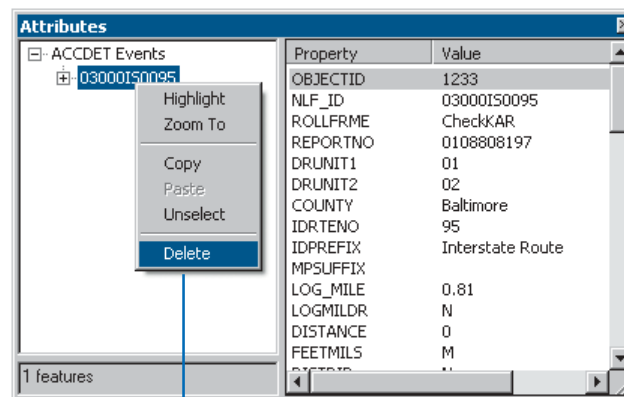 Attributes
ACCDET Events
03000IS0095
Highlight
Zoom To
Copy
Paste
Unselect
Delete
1 features
Property Value
OBJECTID 1233
NLF_ID 03000IS0095
ROLLFRME CheckKAR
REPORTNO 0108808197
DRUNIT1 01
DRUNIT2 02
COUNTY Baltimore
IDRTENO 95
IDPREFIX Interstate Route
MPSUFFIX
LOG_MILE 0.81
LOGMILDR N
DISTANCE 0
FEETMILS M